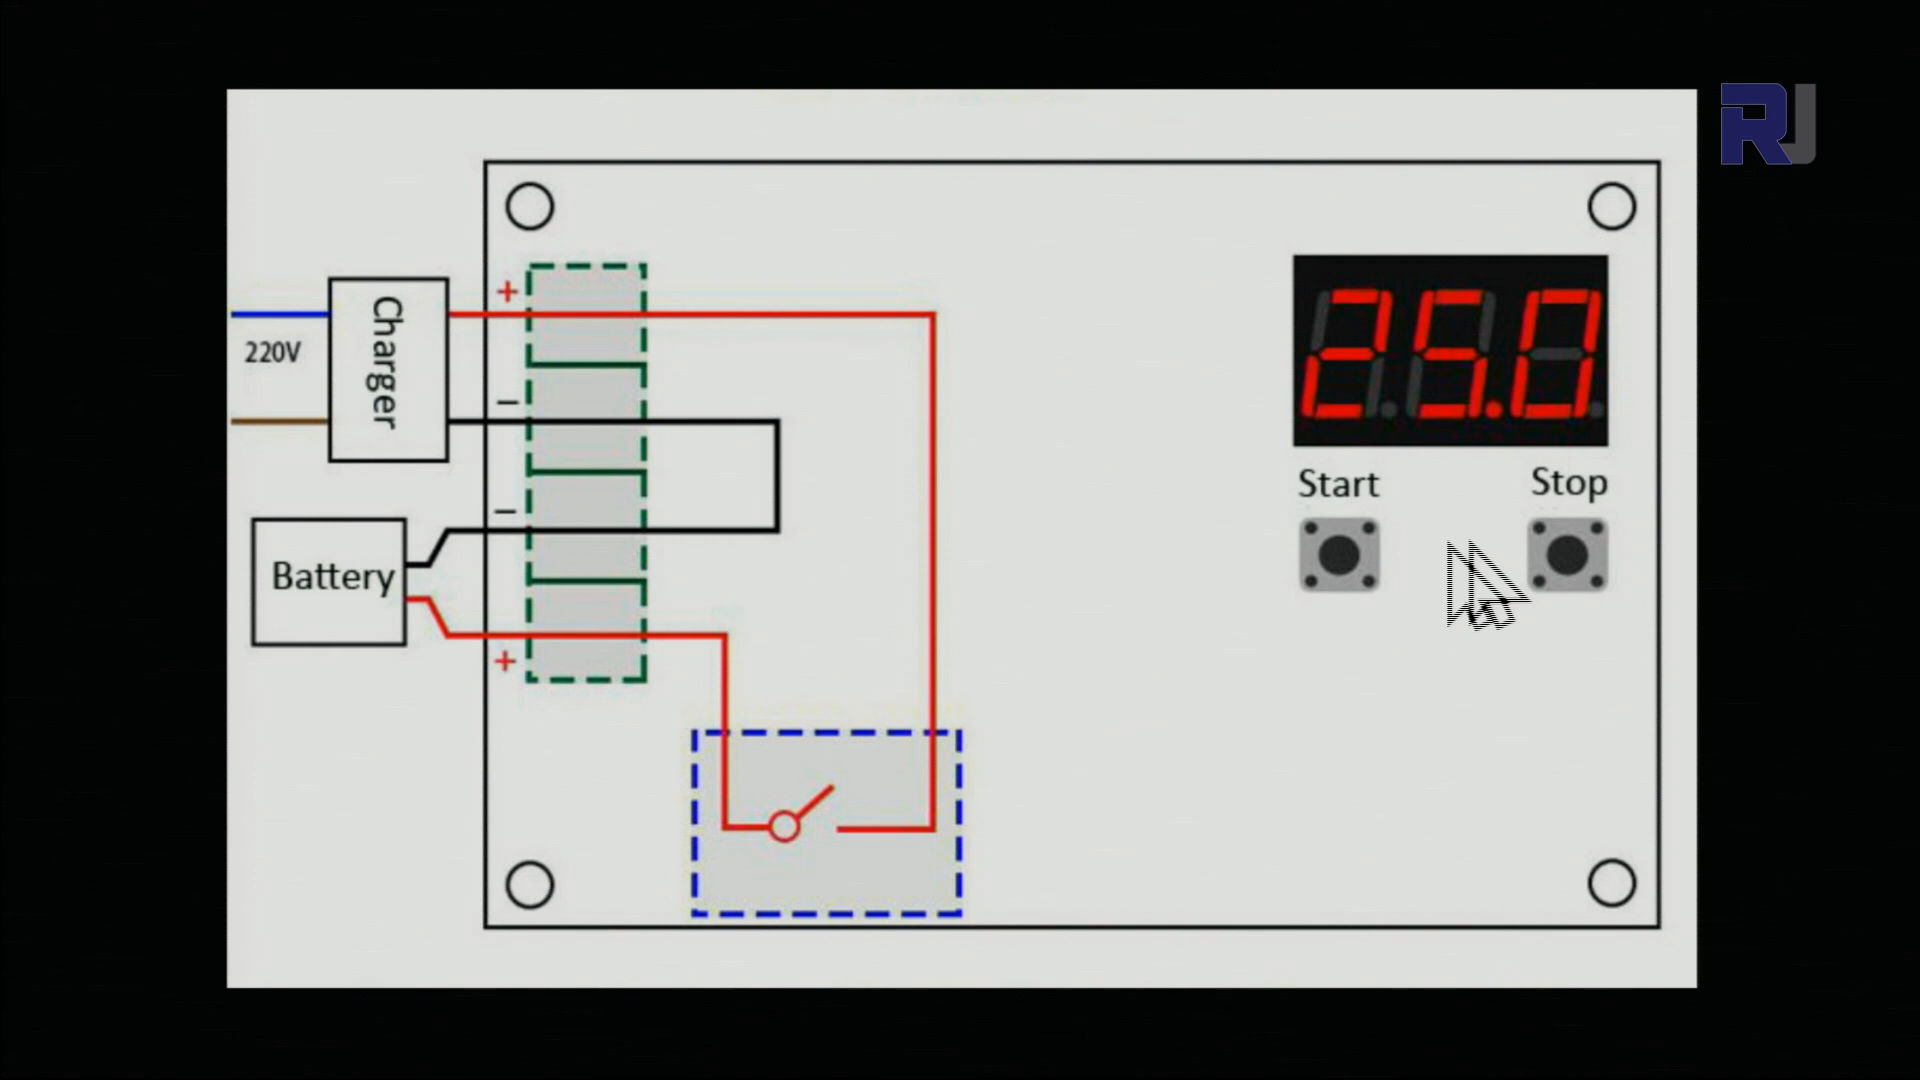 RJ
+
Charger
220V
−
25.0
Start Stop
−
Battery
+